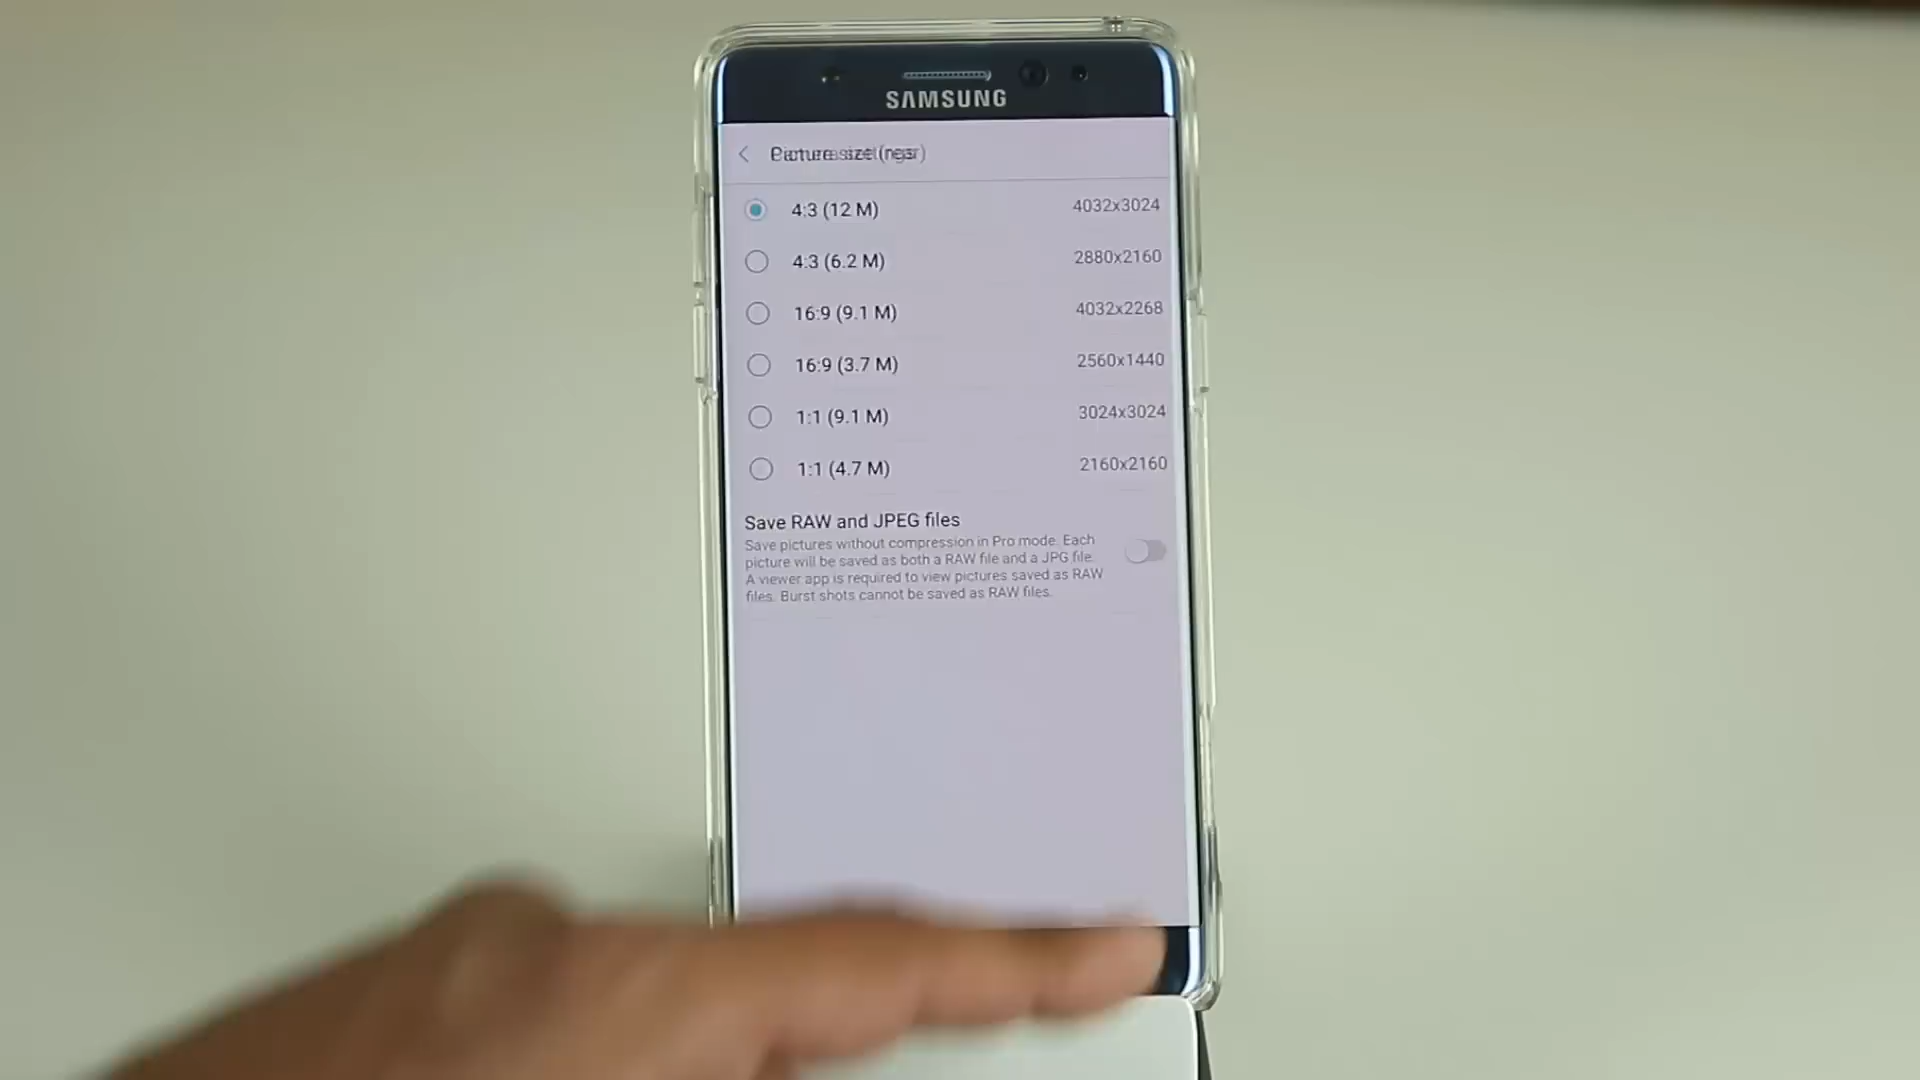 SAMSUNG
Picture size (rear)
4:3 (12 M) 4032x3024
4:3 (6.2 M) 2880x2160
16:9 (9.1 M) 4032x2268
16:9 (3.7 M) 2560x1440
1:1 (9.1 M) 3024x3024
1:1 (4.7 M) 2160x2160
Save RAW and JPEG files
Save pictures without compression in Pro mode. Each
picture will be saved as both a RAW file and a JPG file.
A viewer app is required to view pictures saved as RAW
files. Burst shots cannot be saved as RAW files.